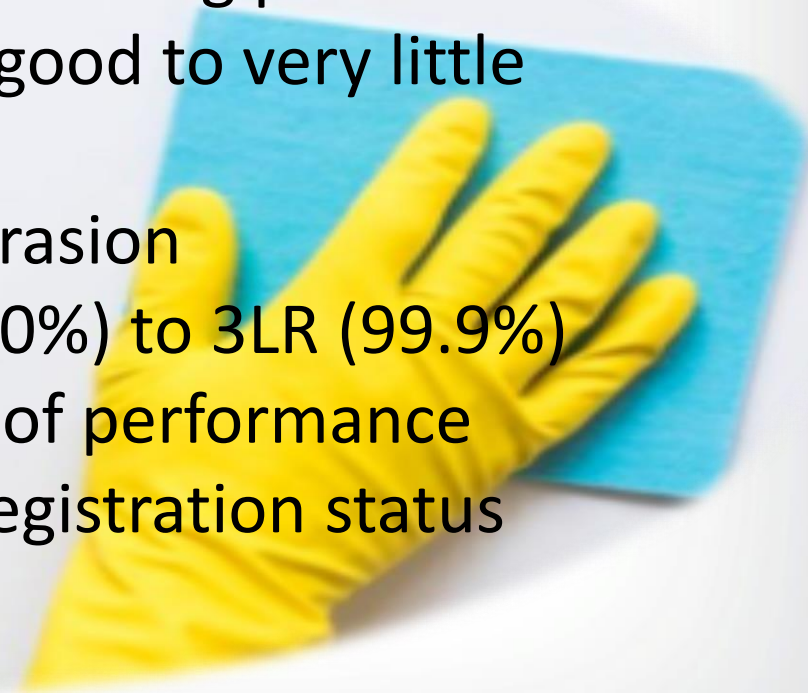 good to very little
rasion
0%) to 3LR (99.9%)
of performance
egistration status